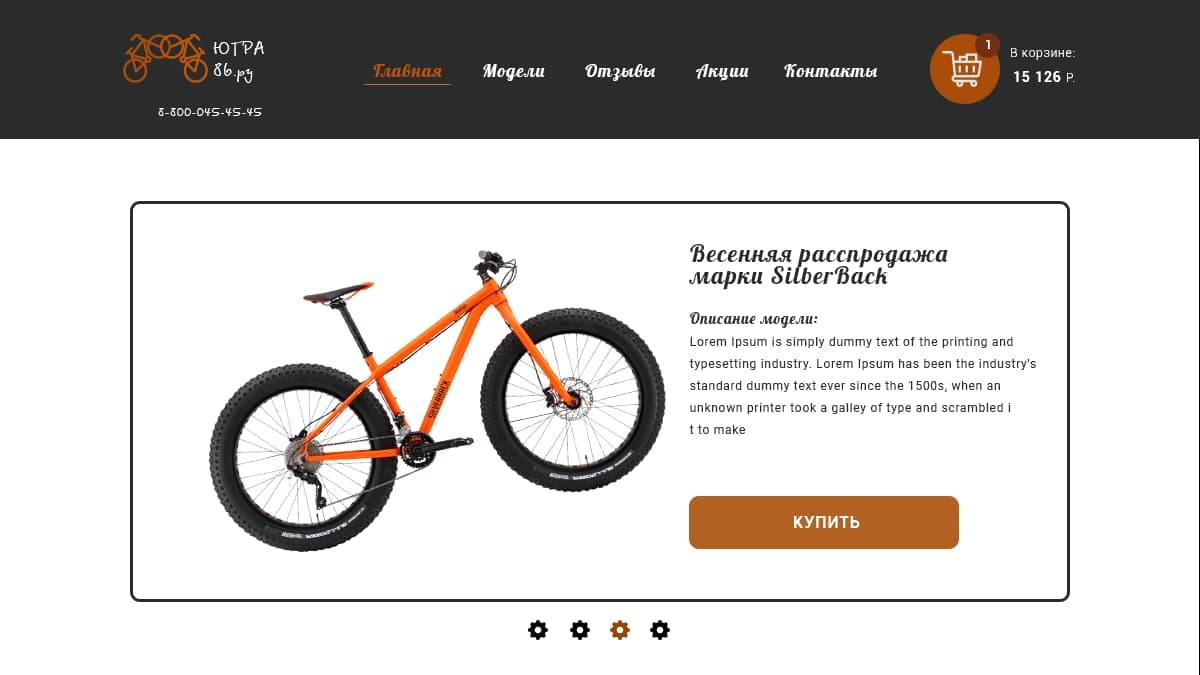 ЮТРА
86.ру
8-800-045-45-45
Главная
Модели
Отзывы
Акции
Контакты
1
В корзине:
15 126 Р.
Весенняя расспродажа
марки SilberBack
Описание модели:
Lorem Ipsum is simply dummy text of the printing and
typesetting industry. Lorem Ipsum has been the industry's
standard dummy text ever since the 1500s, when an
unknown printer took a galley of type and scrambled i
t to make
SILVERBACK
КУПИТЬ